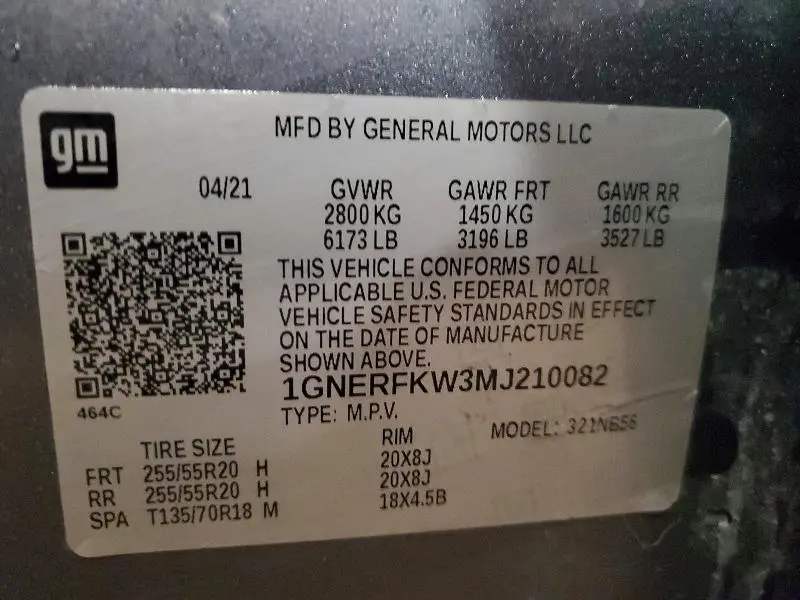 gm
MFD BY GENERAL MOTORS LLC
04/21 GVWR GAWR FRT GAWR RR
2800 KG 1450 KG 1600 KG
6173 LB 3196 LB 3527 LB
THIS VEHICLE CONFORMS TO ALL
APPLICABLE U.S. FEDERAL MOTOR
VEHICLE SAFETY STANDARDS IN EFFECT
ON THE DATE OF MANUFACTURE
SHOWN ABOVE.
1GNERFKW3MJ210082
464C
TYPE: M.P.V.
MODEL: 321NB56
TIRE SIZE RIM
FRT 255/55R20 H 20X8J
RR 255/55R20 H 20X8J
SPA T135/70R18 M 18X4.5B